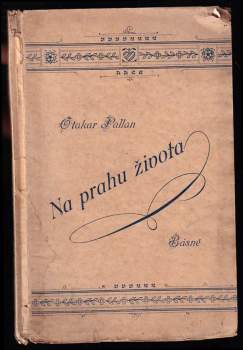 Otakar Pallan
Na prahu života
Básně